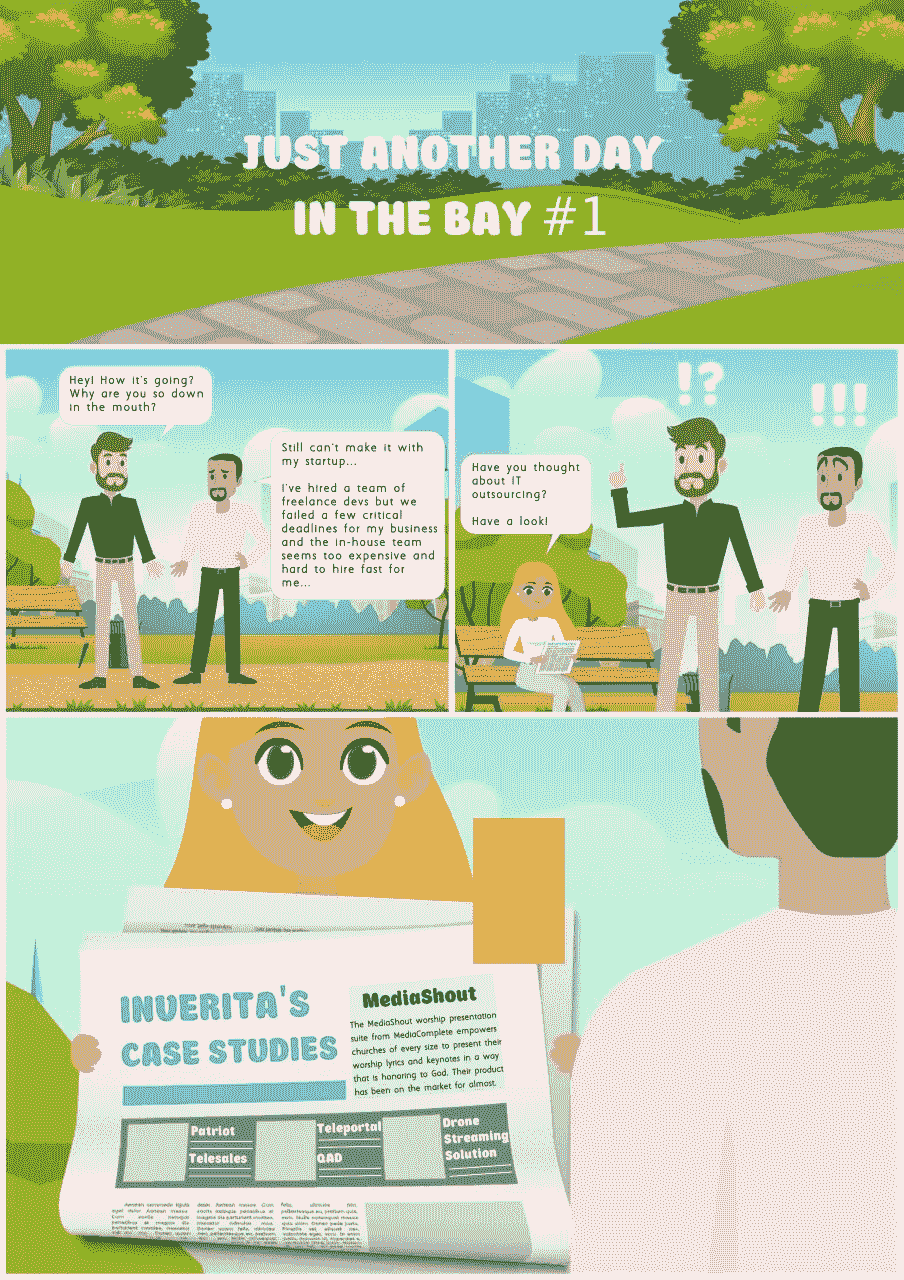 JUST ANOTHER DAY
IN THE BAY #1
Hey! How it's going?
Why are you so down
in the mouth?
Still can't make it with
my startup...
I've hired a team of
freelance devs but we
failed a few critical
deadlines for my business
and the in-house team
seems too expensive and
hard to hire fast for
me...
Have you thought
about IT
outsourcing?
Have a look!
!?
!!!
INVERITA'S
CASE STUDIES
MediaShout
The MediaShout worship presentation
suite from MediaComplete empowers
churches of every size to present their
worship lyrics and keynotes in a way
that is honoring to God. Their product
has been on the market for almost.
Patriot
Telesales
Teleportal
QAD
Drone
Streaming
Solution